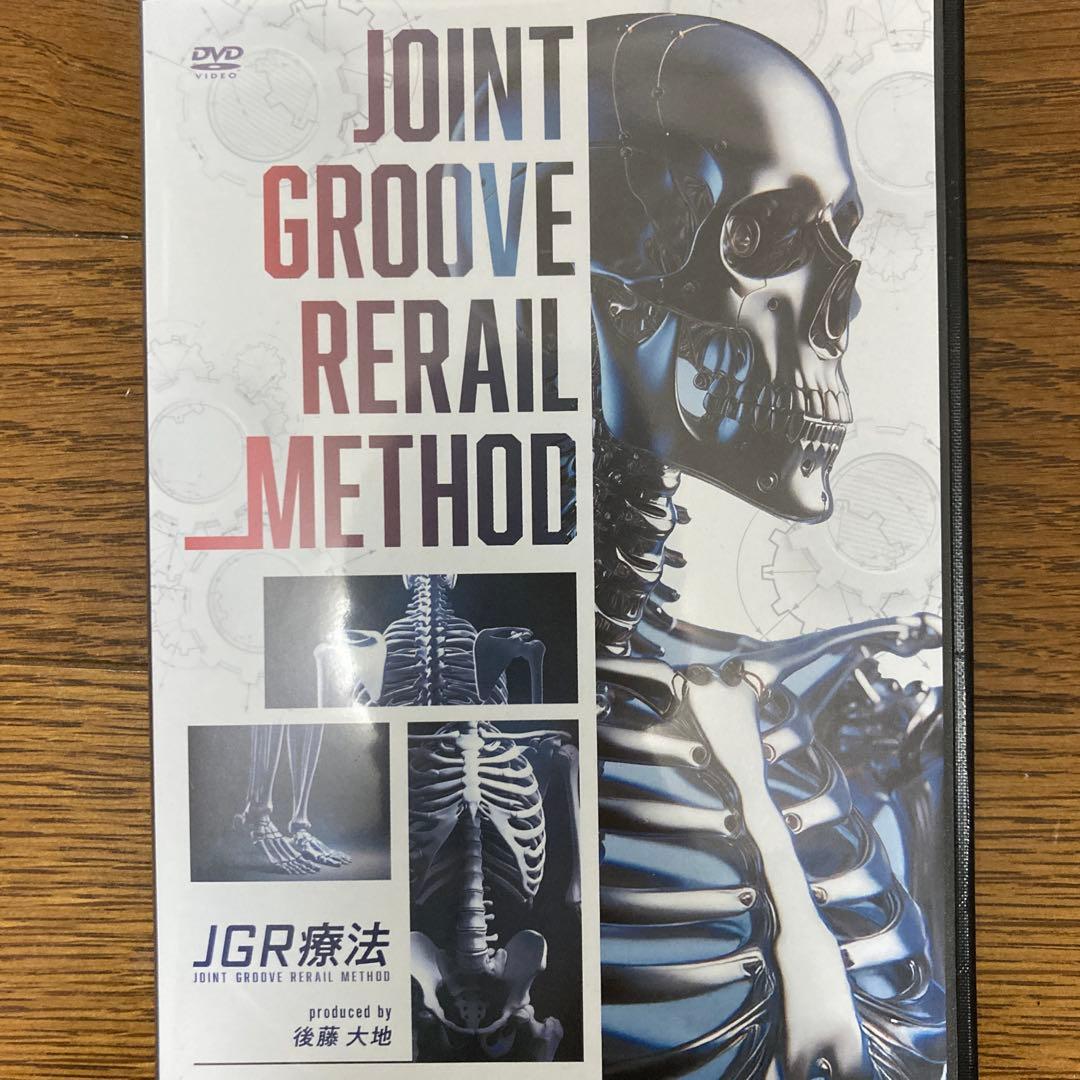 DVD
VIDEO
JOINT
GROOVE
RERAIL
METHOD
JGR療法
JOINT GROOVE RERAIL METHOD
produced by
後藤 大地